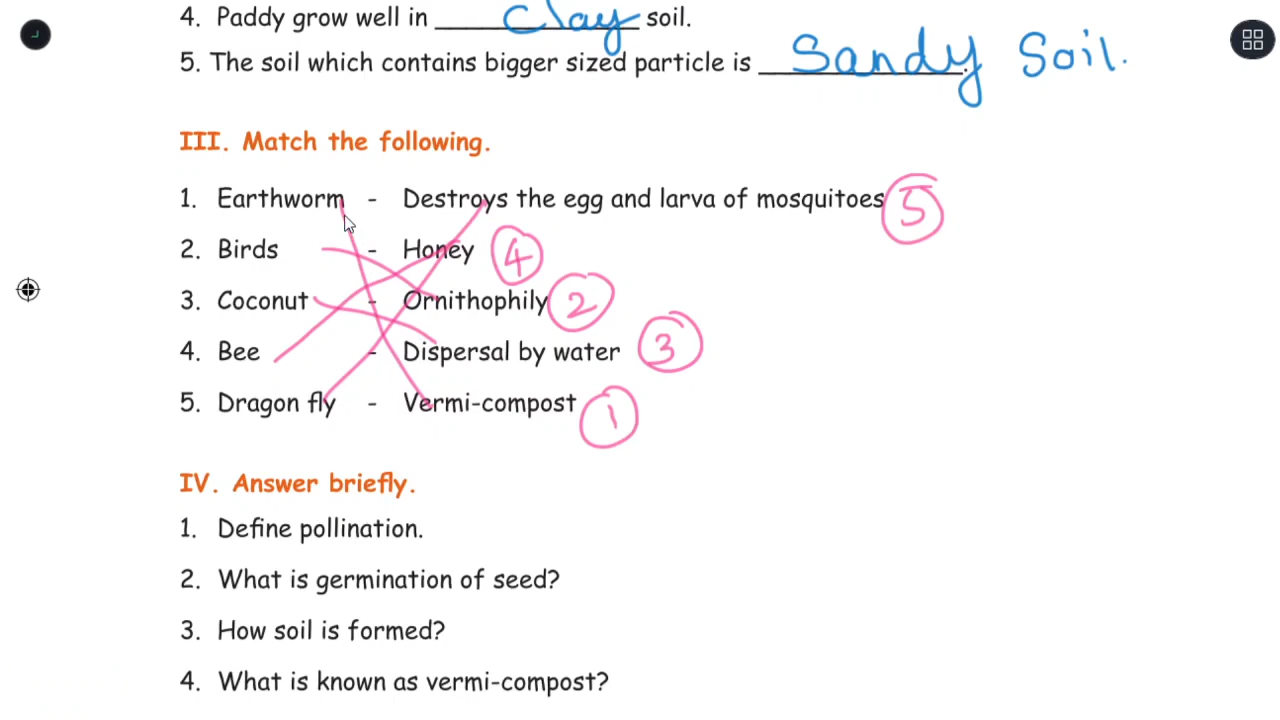 4. Paddy grow well in clay soil.
5. The soil which contains bigger sized particle is Sandy Soil.
III. Match the following.
1. Earthworm - Destroys the egg and larva of mosquitoes 5
2. Birds - Honey 4
3. Coconut - Ornithophily 2
4. Bee - Dispersal by water 3
5. Dragon fly - Vermi-compost 1
IV. Answer briefly.
1. Define pollination.
2. What is germination of seed?
3. How soil is formed?
4. What is known as vermi-compost?